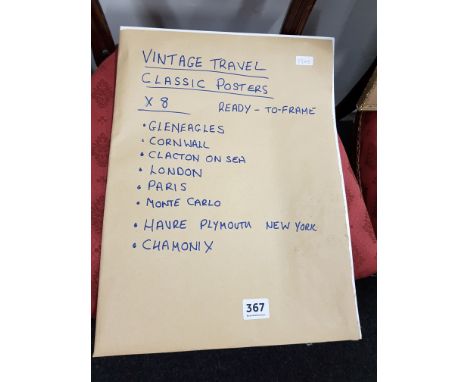 VINTAGE TRAVEL
CLASSIC POSTERS
X 8 READY - TO-FRAME
• GLENEAGLES
• CORNWALL
• CLACTON ON SEA
• LONDON
• PARIS
• MONTE CARLO
• HAVRE PLYMOUTH NEW YORK
• CHAMONIX
367